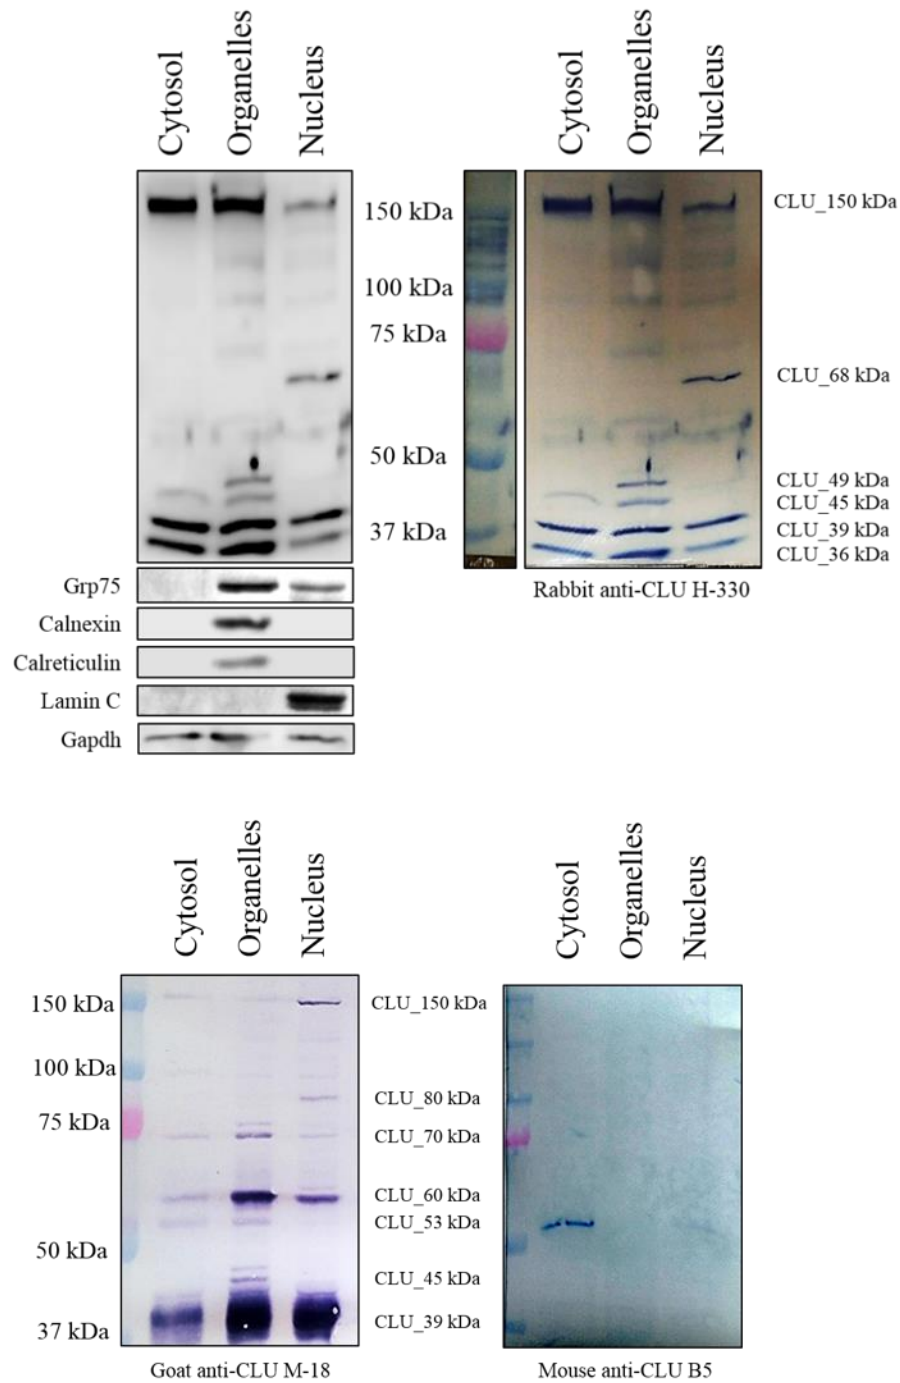 Cytosol
Organelles
Nucleus
Cytosol
Organelles
Nucleus
150 kDa
100 kDa
75 kDa
50 kDa
37 kDa
CLU_150 kDa
CLU_68 kDa
CLU_49 kDa
CLU_45 kDa
CLU_39 kDa
CLU_36 kDa
Rabbit anti-CLU H-330
Grp75
Calnexin
Calreticulin
Lamin C
Gapdh
Cytosol
Organelles
Nucleus
Cytosol
Organelles
Nucleus
150 kDa
100 kDa
75 kDa
50 kDa
37 kDa
CLU_150 kDa
CLU_80 kDa
CLU_70 kDa
CLU_60 kDa
CLU_53 kDa
CLU_45 kDa
CLU_39 kDa
Goat anti-CLU M-18
Mouse anti-CLU B5